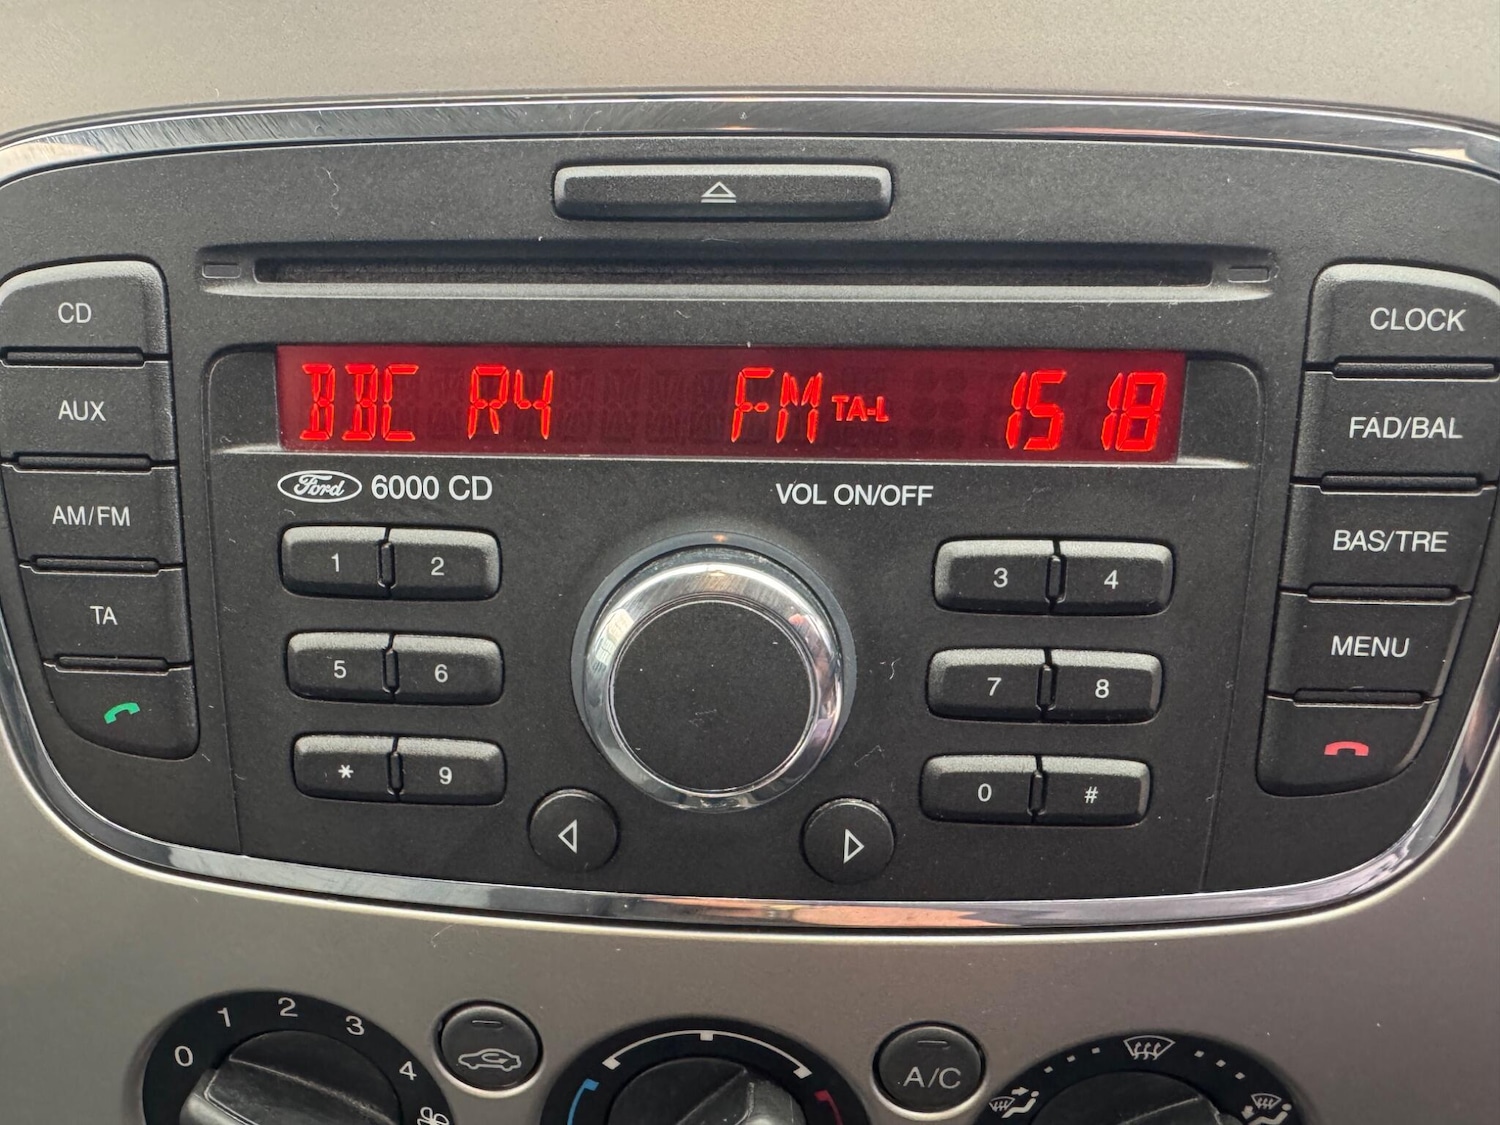 CD
AUX
AM/FM
TA
BBC R4 FM TA-L 15 18
Ford 6000 CD
VOL ON/OFF
1 2 3 4
5 6 7 8
* 9 0 #
CLOCK
FAD/BAL
BAS/TRE
MENU
0 1 2 3 4
A/C